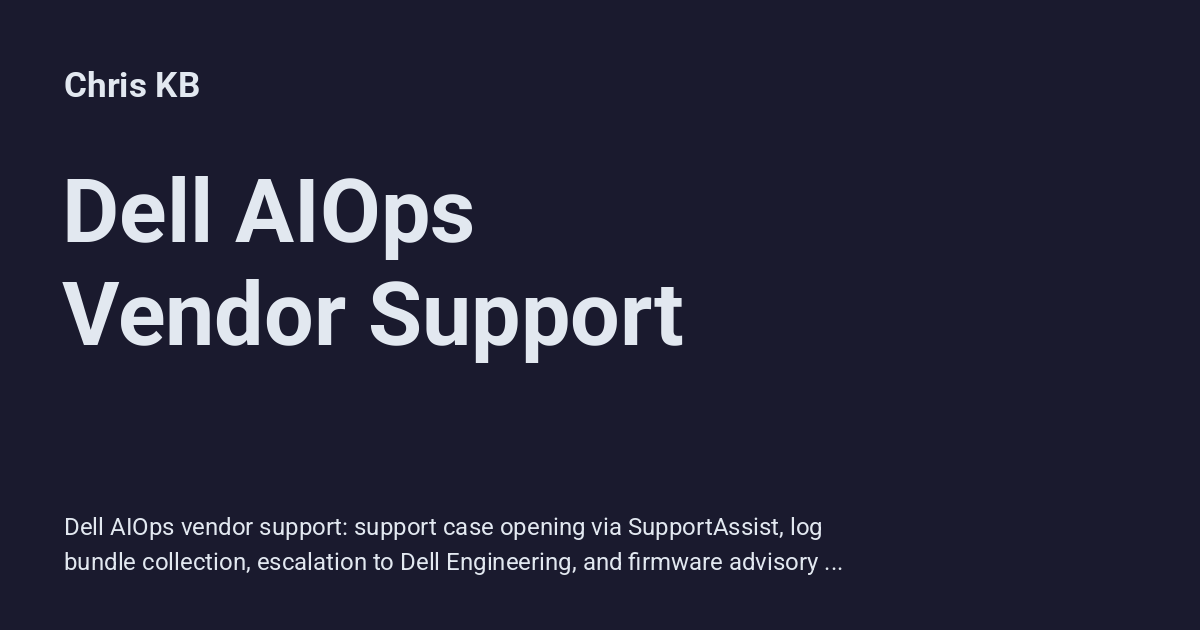 Chris KB
Dell AIOps
Vendor Support
Dell AIOps vendor support: support case opening via SupportAssist, log
bundle collection, escalation to Dell Engineering, and firmware advisory ...